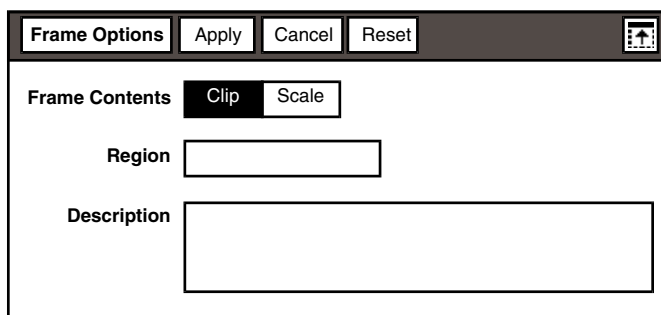 Frame Options Apply Cancel Reset
Frame Contents Clip Scale
Region
Description